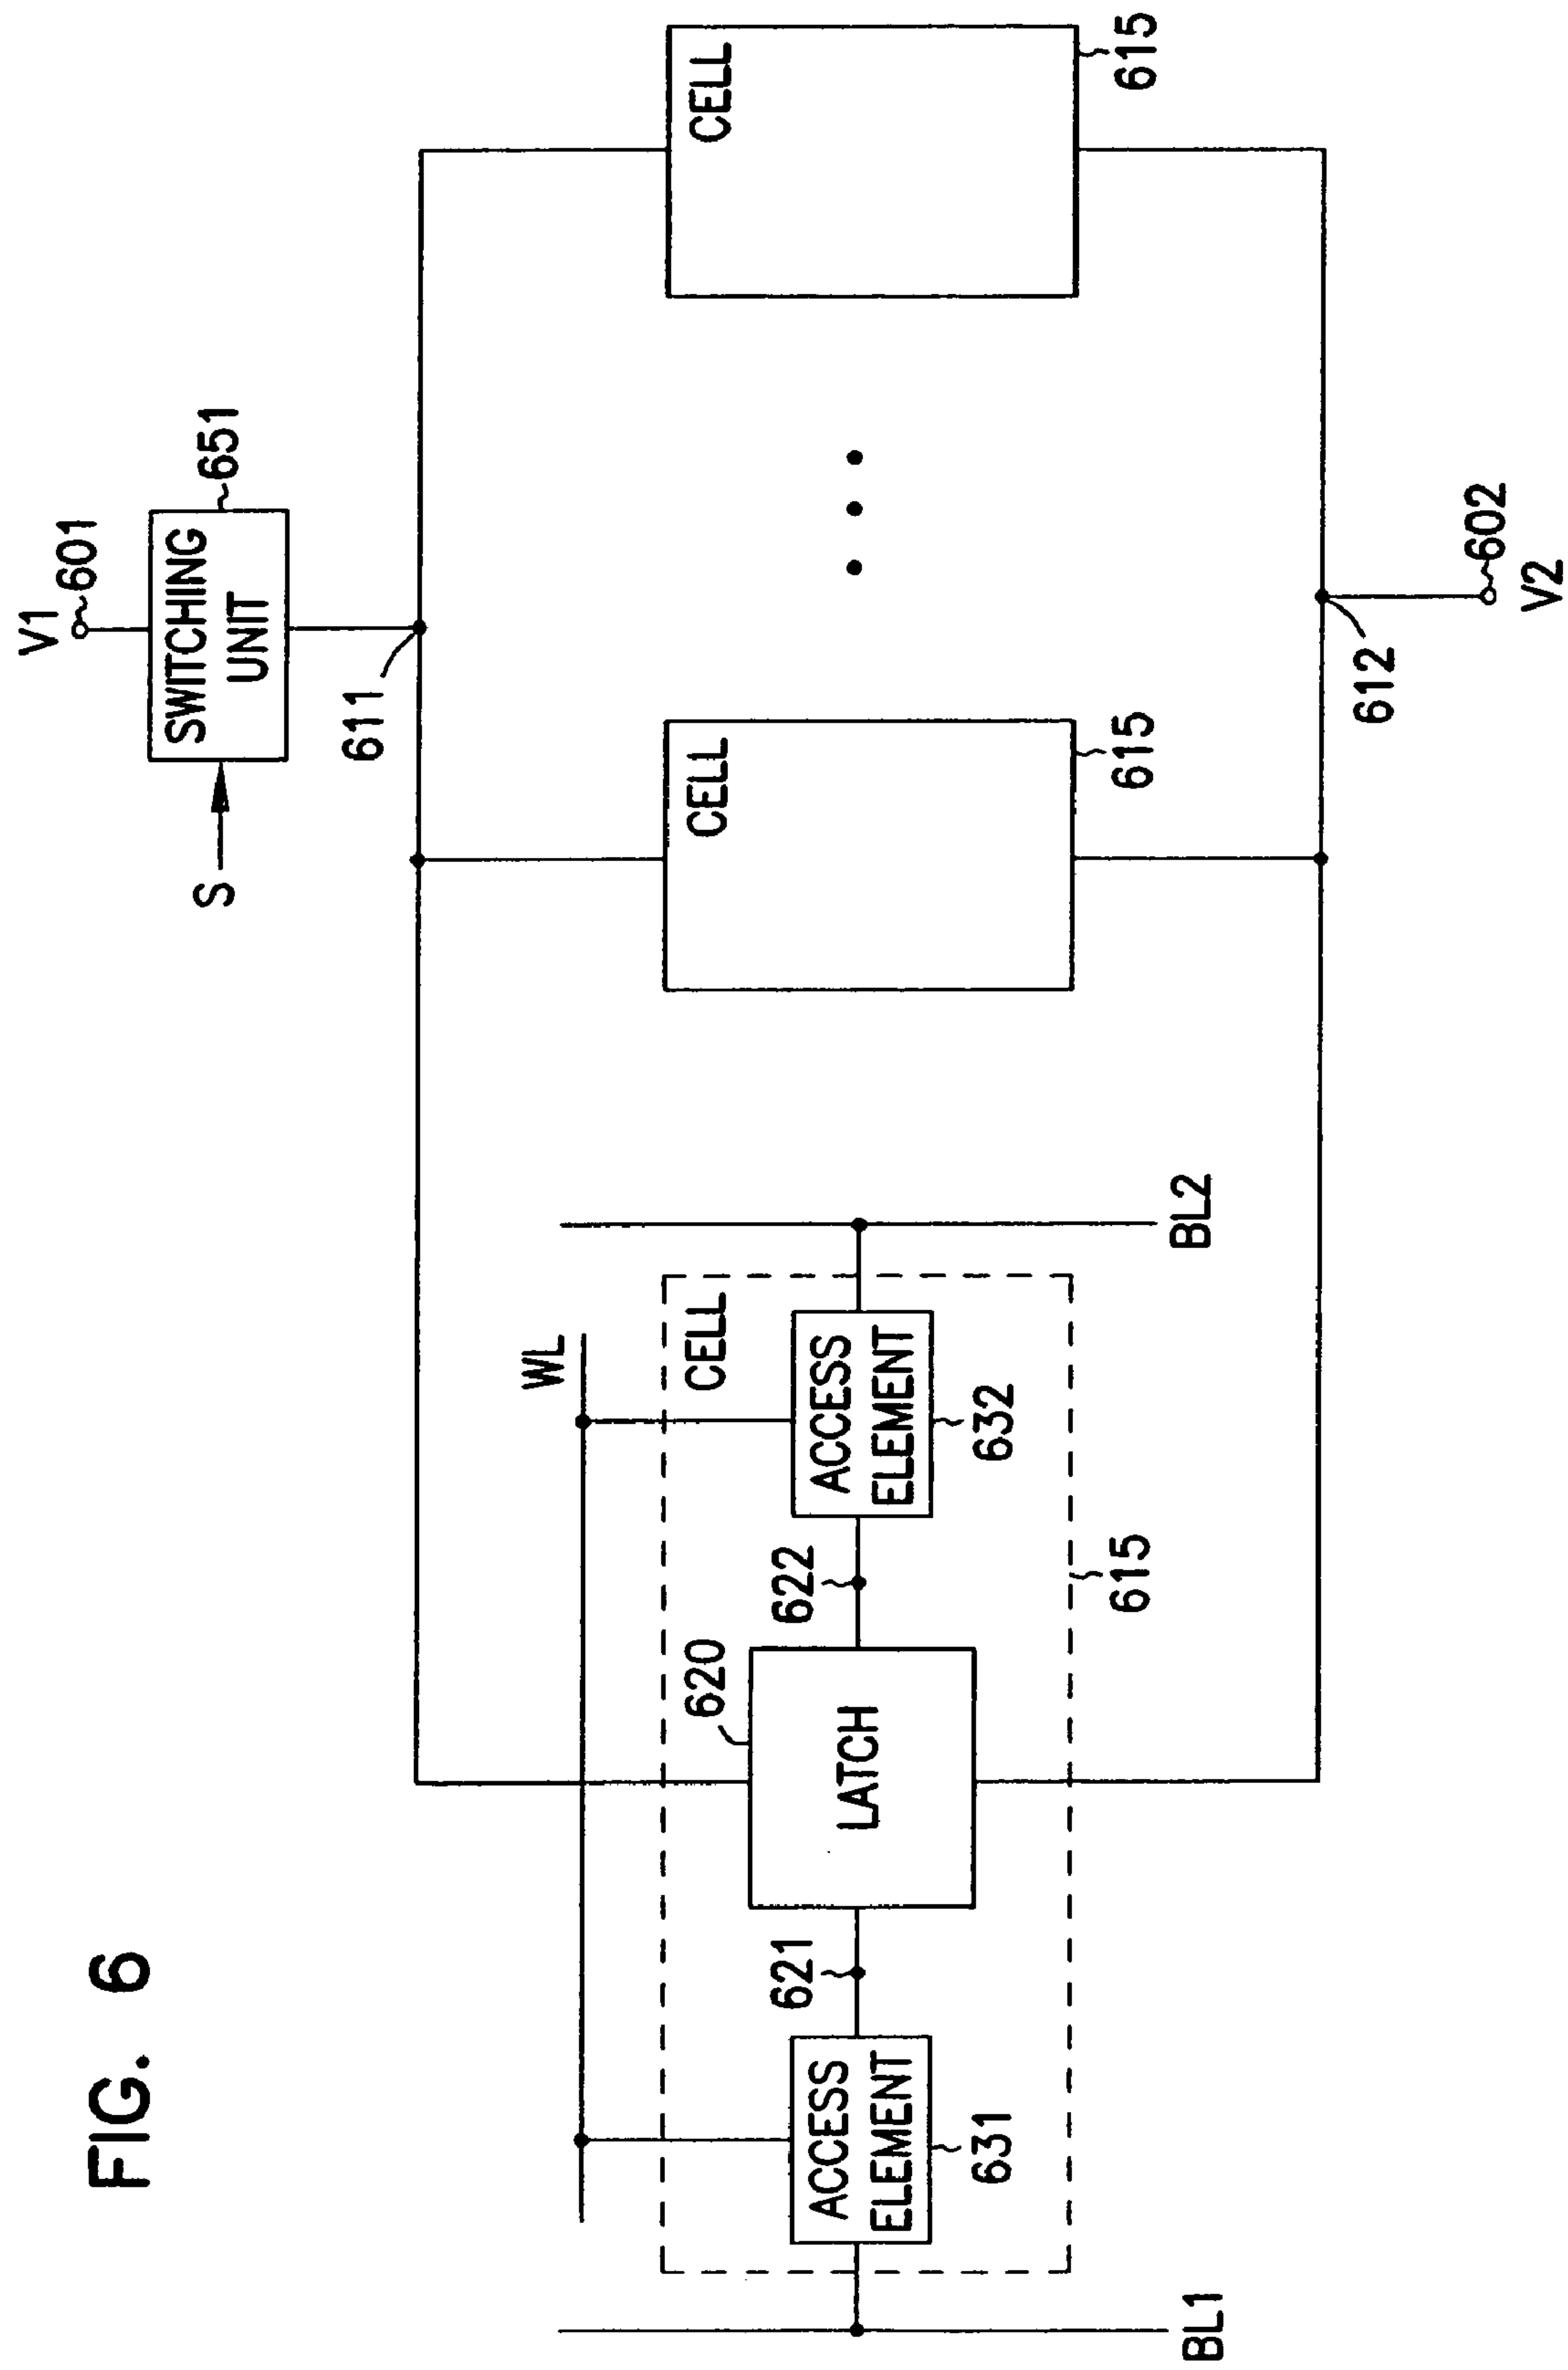 FIG. 6
V1
601
S
SWITCHING
UNIT
651
611
WL
CELL
620
621
622
ACCESS
ELEMENT
631
LATCH
ACCESS
ELEMENT
632
615
BL1
BL2
CELL
615
CELL
615
612
602
V2